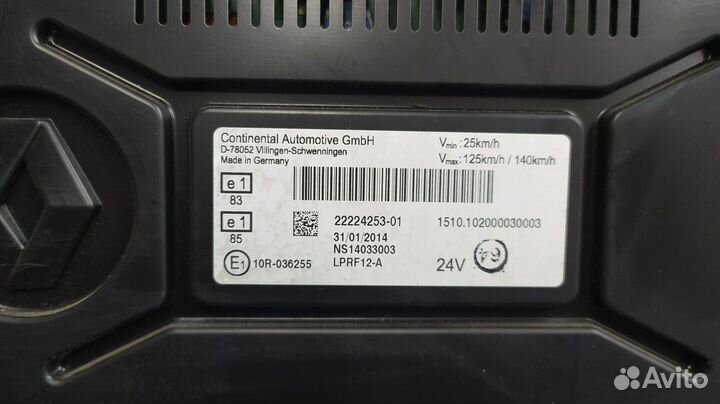 Continental Automotive GmbH
D-78052 Villingen-Schwenningen
Made in Germany
Vmin :25km/h
Vmax: 125km/h / 140km/h
e 1
83
22224253-01
1510.102000030003
e 1
31/01/2014
85
NS14033003
E1 10R-036255
LPRF12-A
24V
Avito